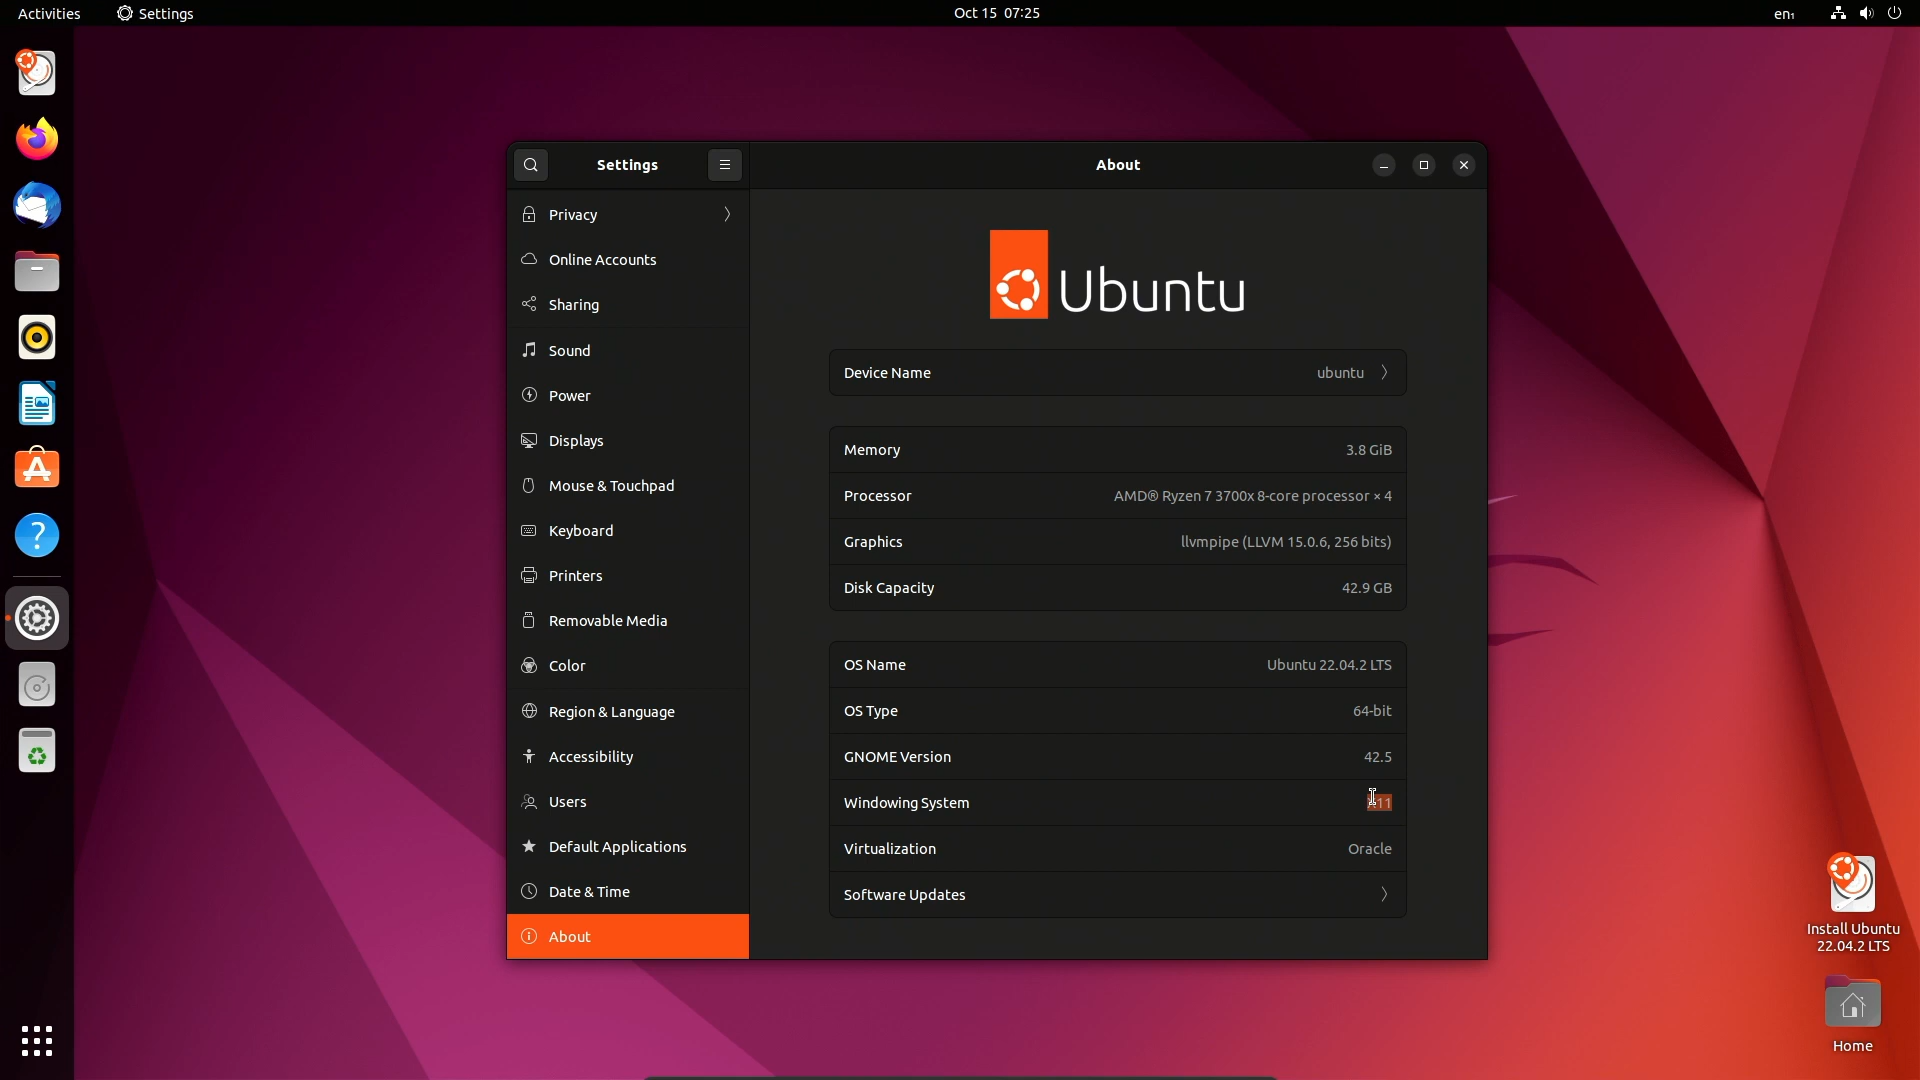 Activities
Settings
Oct 15 07:25
en₁
Settings
About
Privacy
Online Accounts
Sharing
Sound
Power
Displays
Mouse & Touchpad
Keyboard
Printers
Removable Media
Color
Region & Language
Accessibility
Users
Default Applications
Date & Time
About
Ubuntu
Device Name ubuntu
Memory 3.8 GiB
Processor AMD® Ryzen 7 3700x 8-core processor × 4
Graphics llvmpipe (LLVM 15.0.6, 256 bits)
Disk Capacity 42.9 GB
OS Name Ubuntu 22.04.2 LTS
OS Type 64-bit
GNOME Version 42.5
Windowing System X11
Virtualization Oracle
Software Updates
Install Ubuntu
22.04.2 LTS
Home